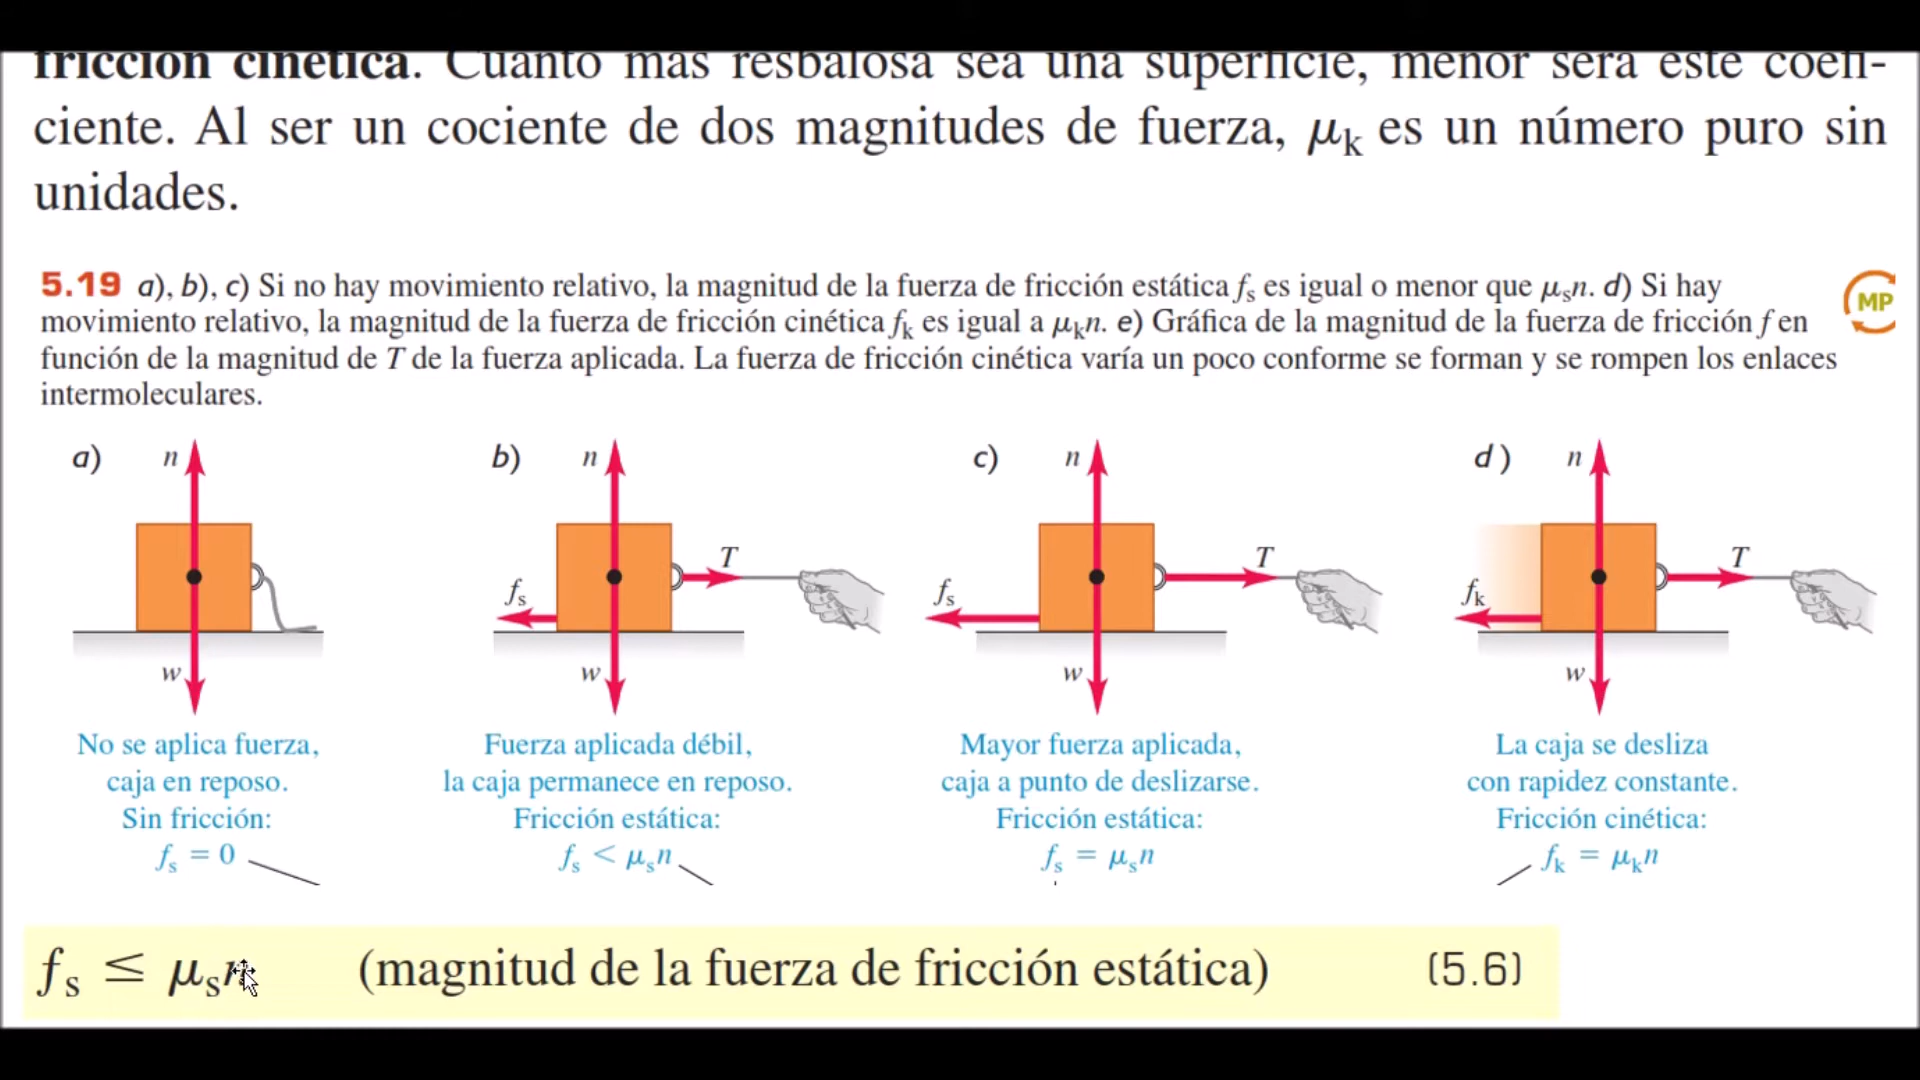 fricción cinética. Cuanto más resbalosa sea una superficie, menor será este coefi-
ciente. Al ser un cociente de dos magnitudes de fuerza, μk es un número puro sin
unidades.
5.19 a), b), c) Si no hay movimiento relativo, la magnitud de la fuerza de fricción estática fs es igual o menor que μsn. d) Si hay
movimiento relativo, la magnitud de la fuerza de fricción cinética fk es igual a μkn. e) Gráfica de la magnitud de la fuerza de fricción f en
función de la magnitud de T de la fuerza aplicada. La fuerza de fricción cinética varía un poco conforme se forman y se rompen los enlaces
intermoleculares.
MP
a)
n
w
No se aplica fuerza,
caja en reposo.
Sin fricción:
fs = 0
b)
n
T
fs
w
Fuerza aplicada débil,
la caja permanece en reposo.
Fricción estática:
fs < μsn
c)
n
T
fs
w
Mayor fuerza aplicada,
caja a punto de deslizarse.
Fricción estática:
fs = μsn
d)
n
T
fk
w
La caja se desliza
con rapidez constante.
Fricción cinética:
fk = μkn
fs ≤ μsn (magnitud de la fuerza de fricción estática) (5.6)